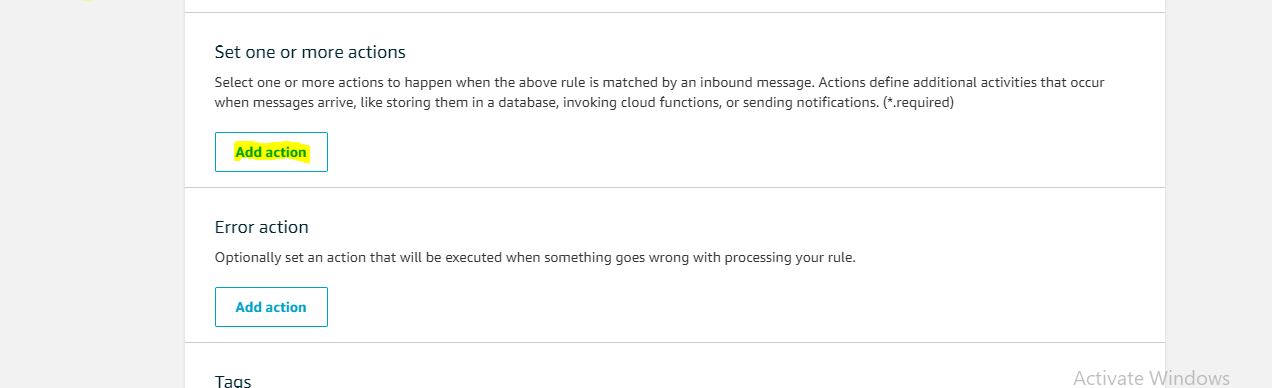 Set one or more actions
Select one or more actions to happen when the above rule is matched by an inbound message. Actions define additional activities that occur
when messages arrive, like storing them in a database, invoking cloud functions, or sending notifications. (*.required)
Add action
Error action
Optionally set an action that will be executed when something goes wrong with processing your rule.
Add action
Tags
Activate Windows